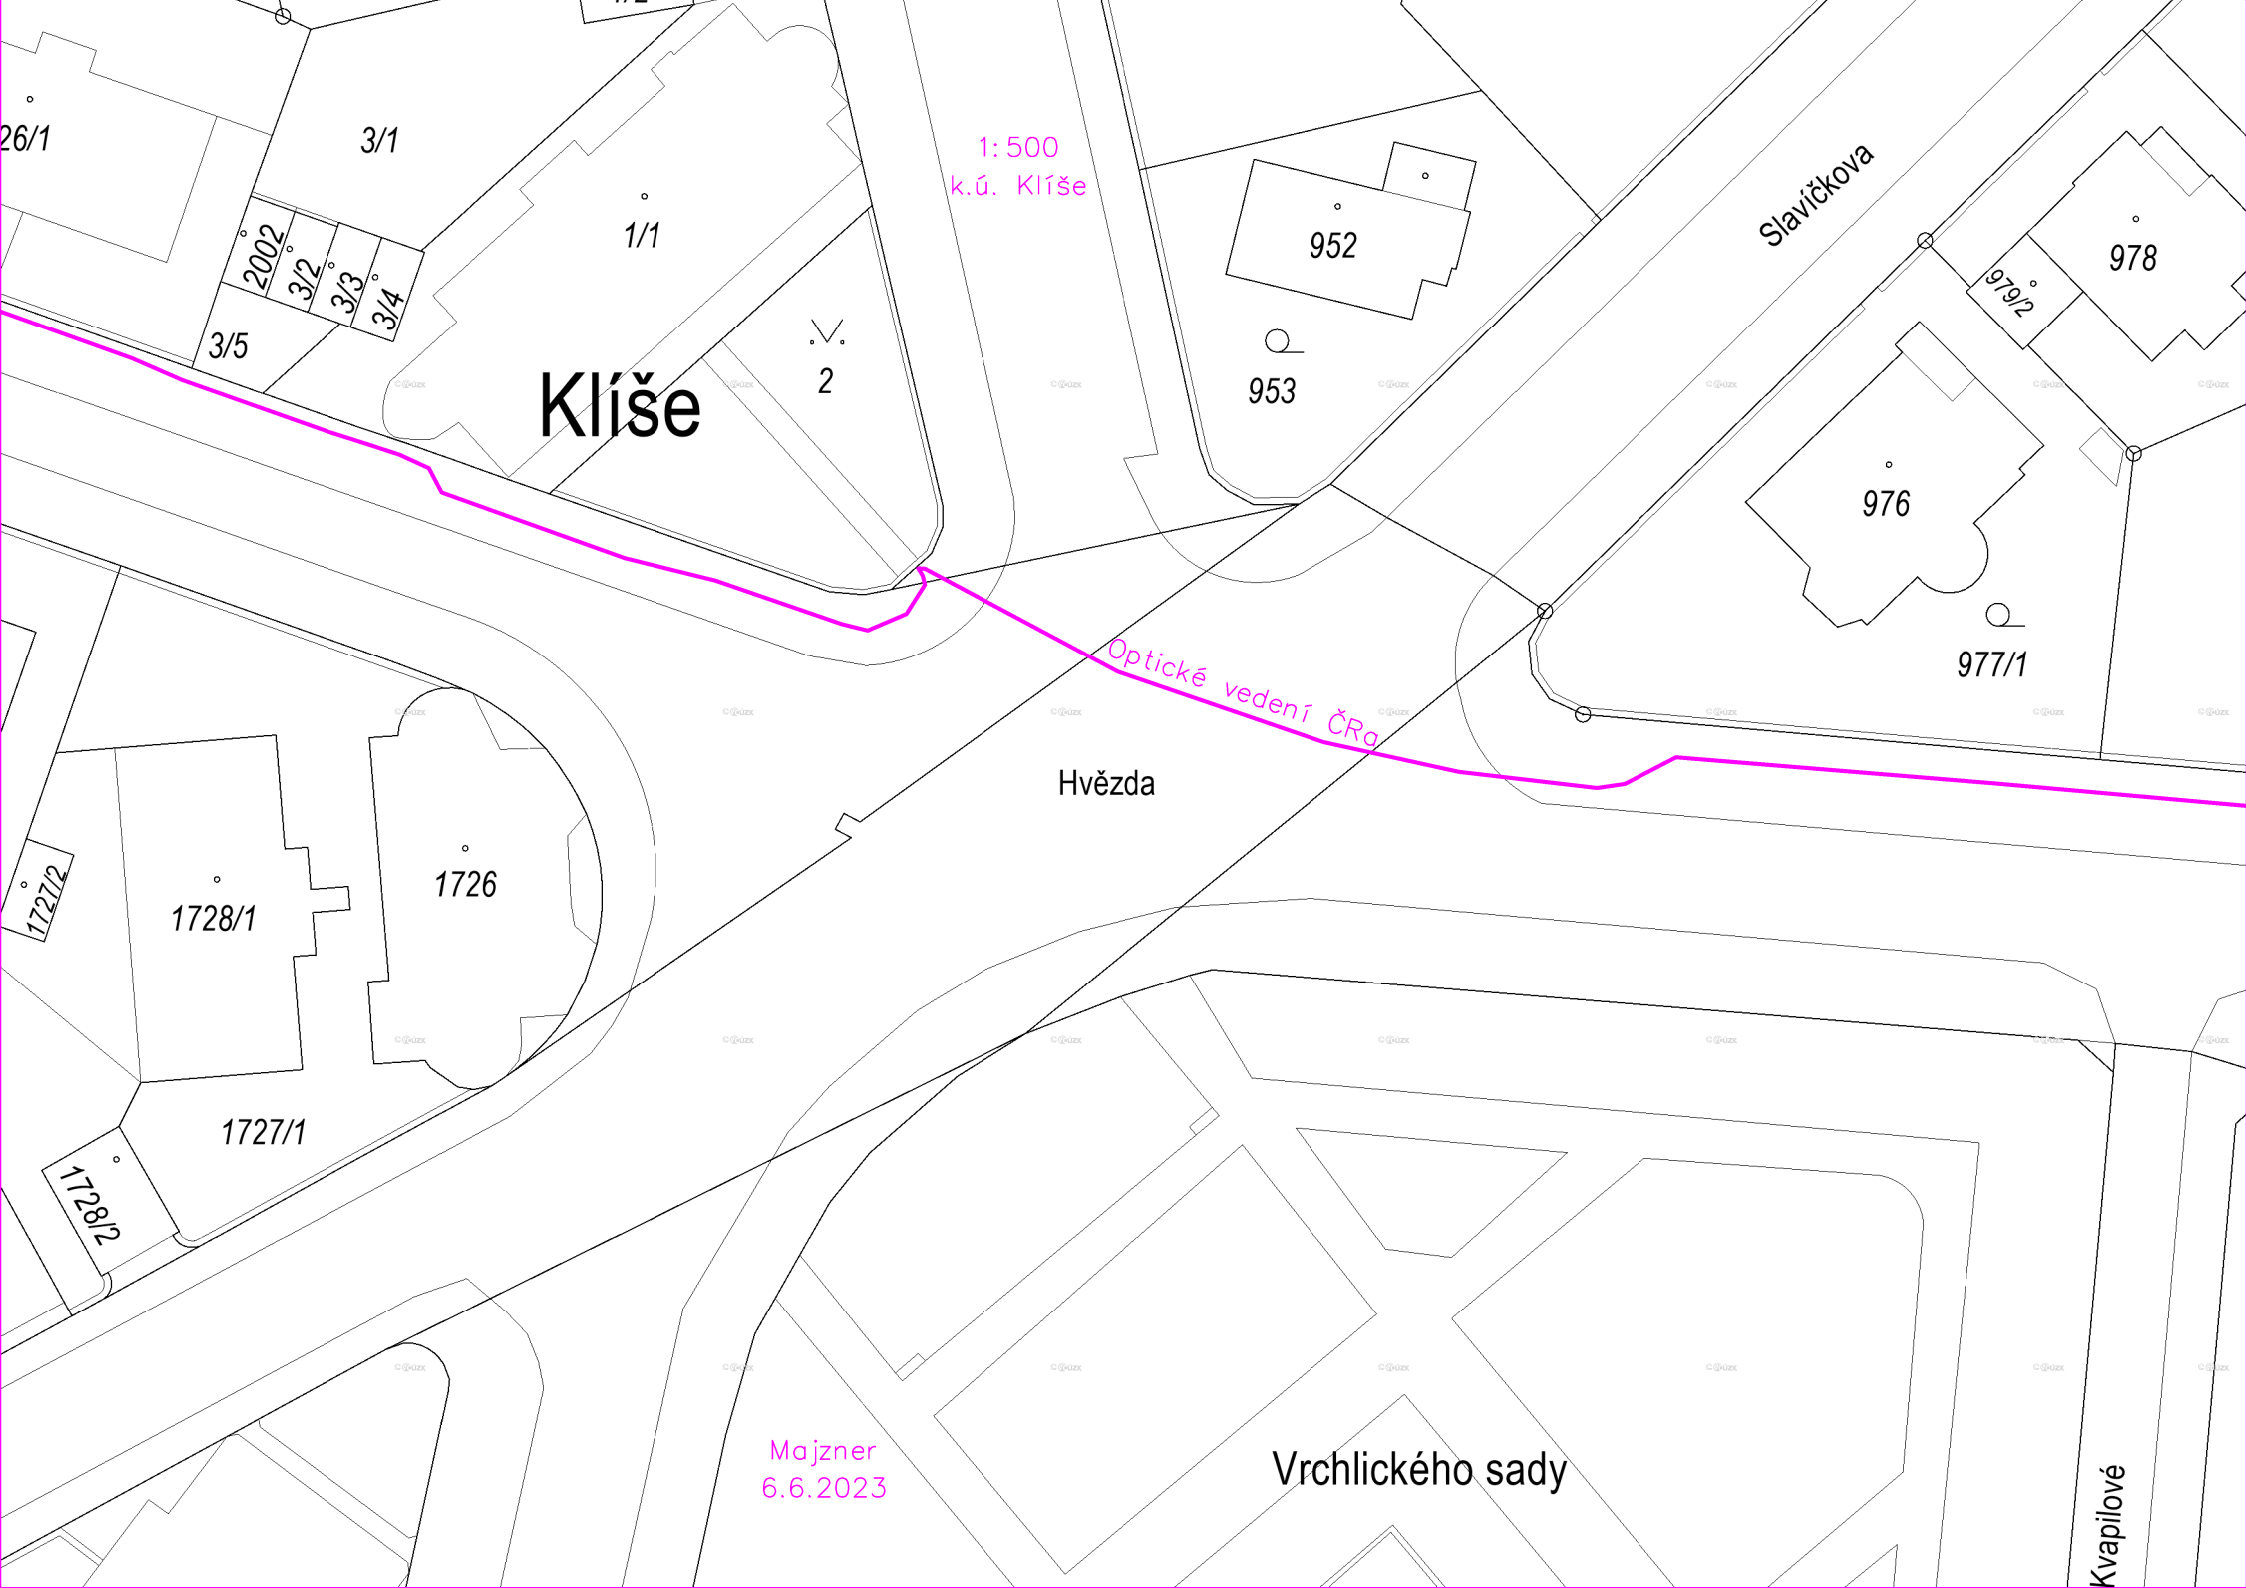 26/1
3/1
1:500
k.ú. Klíše
1/1
2002
3/2
3/3
3/4
3/5
Klíše
2
952
953
Slavíčkova
978
979/2
976
977/1
Optické vedení ČRa
Hvězda
1726
1728/1
1727/2
1727/1
1728/2
Majzner
6.6.2023
Vrchlického sady
Kvapilové